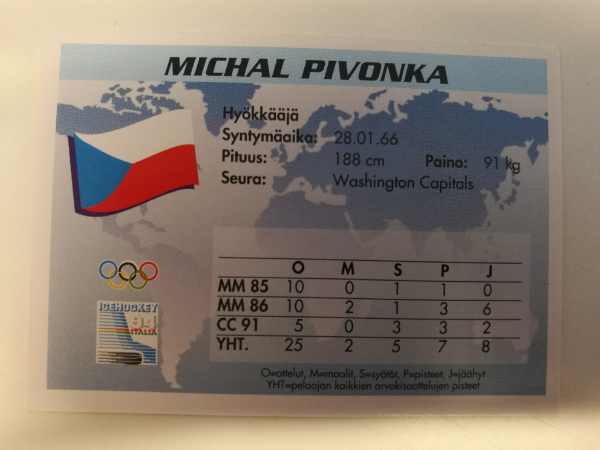 MICHAL PIVONKA
Hyökkääjä
Syntymäaika: 28.01.66
Pituus: 188 cm Paino: 91 kg
Seura: Washington Capitals
O M S P J
MM 85 10 0 1 1 0
MM 86 10 2 1 3 6
CC 91 5 0 3 3 2
YHT. 25 2 5 7 8
ICEHOCKEY
94
ITALIA
O=ottelut, M=maalit, S=syötöt, P=pisteet, J=jäähyt
YHT=pelaajan kaikkien arvokisaottelujen pisteet